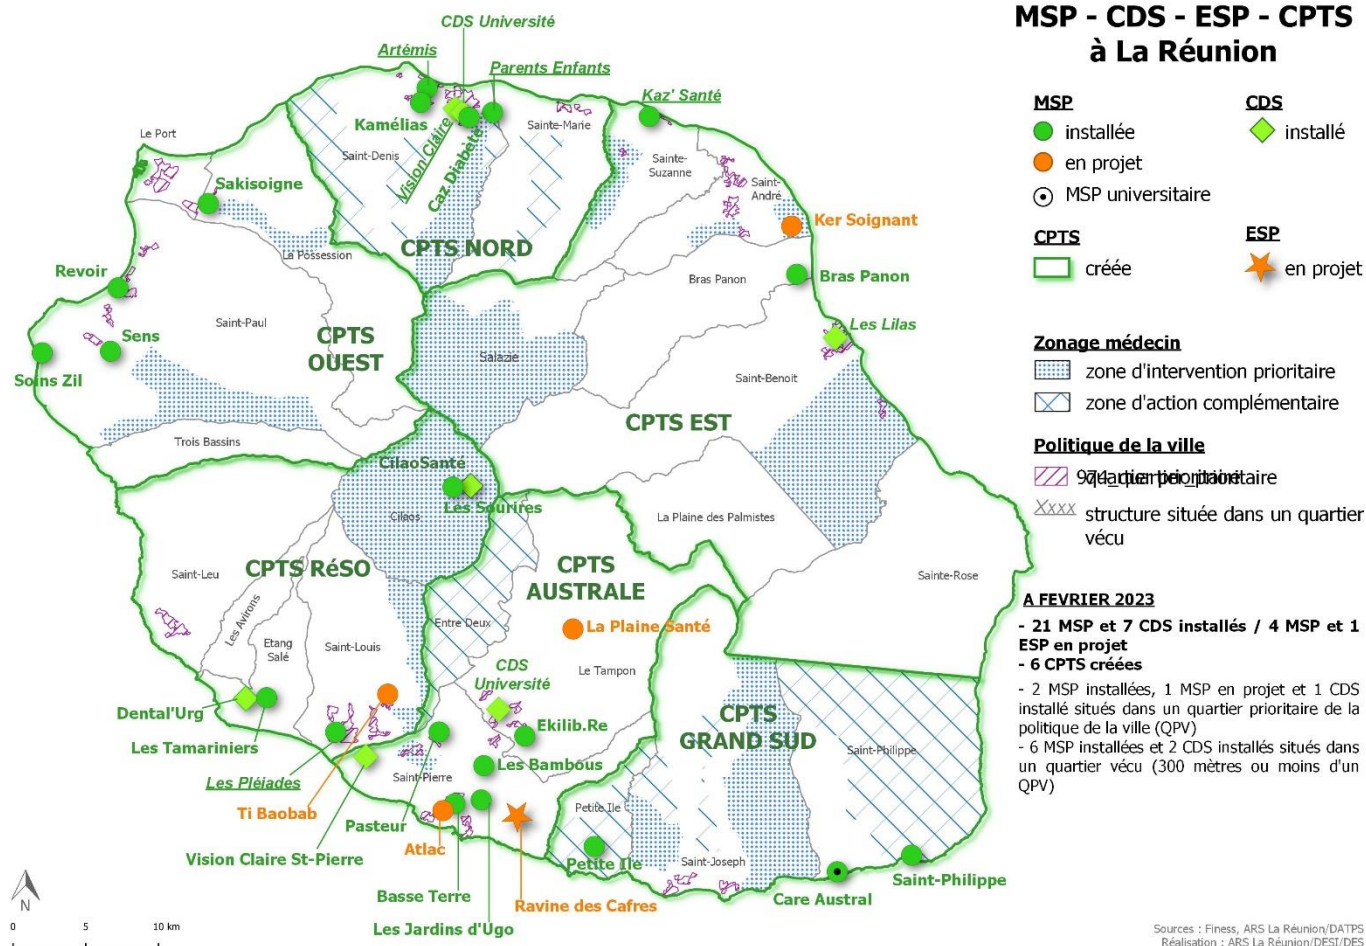 MSP - CDS - ESP - CPTS
à La Réunion
MSP
CDS
installée
installé
en projet
MSP universitaire
CPTS
ESP
créée
en projet
Zonage médecin
zone d'intervention prioritaire
zone d'action complémentaire
Politique de la ville
quartier prioritaire
Xxxx structure située dans un quartier
vécu
A FEVRIER 2023
- 21 MSP et 7 CDS installés / 4 MSP et 1
ESP en projet
- 6 CPTS créées
- 2 MSP installées, 1 MSP en projet et 1 CDS
installé situés dans un quartier prioritaire de la
politique de la ville (QPV)
- 6 MSP installées et 2 CDS installés situés dans
un quartier vécu (300 mètres ou moins d'un
QPV)
CDS Université
Artémis
Parents Enfants
Kaz' Santé
Kamélias
Vision Claire
Caz Diabète
Sainte-Marie
Le Port
Saint-Denis
Sainte-
Suzanne
Saint-
André
Sakisoigne
Ker Soignant
CPTS NORD
La Possession
Revoir
Bras Panon
Bras Panon
Saint-Paul
Sens
CPTS
OUEST
Les Lilas
Salazie
Soins Zil
Saint-Benoit
CPTS EST
Trois Bassins
CilaoSanté
Les Sourires
Cilaos
La Plaine des Palmistes
CPTS RéSO
CPTS
AUSTRALE
Saint-Leu
Sainte-Rose
Les Avirons
Entre Deux
La Plaine Santé
Etang
Salé
Saint-Louis
Le Tampon
CDS
Université
Dental'Urg
Ekilib.Re
CPTS
GRAND SUD
Les Tamariniers
Saint-Philippe
Les Bambous
Les Pléiades
Saint-Pierre
Ti Baobab
Petite Ile
Pasteur
Atlac
Vision Claire St-Pierre
Petite Ile
Saint-Joseph
Saint-Philippe
Basse Terre
Ravine des Cafres
Care Austral
Les Jardins d'Ugo
N
0 5 10 km
Sources : Finess, ARS La Réunion/DATPS
Réalisation : ARS La Réunion/DESI/DES